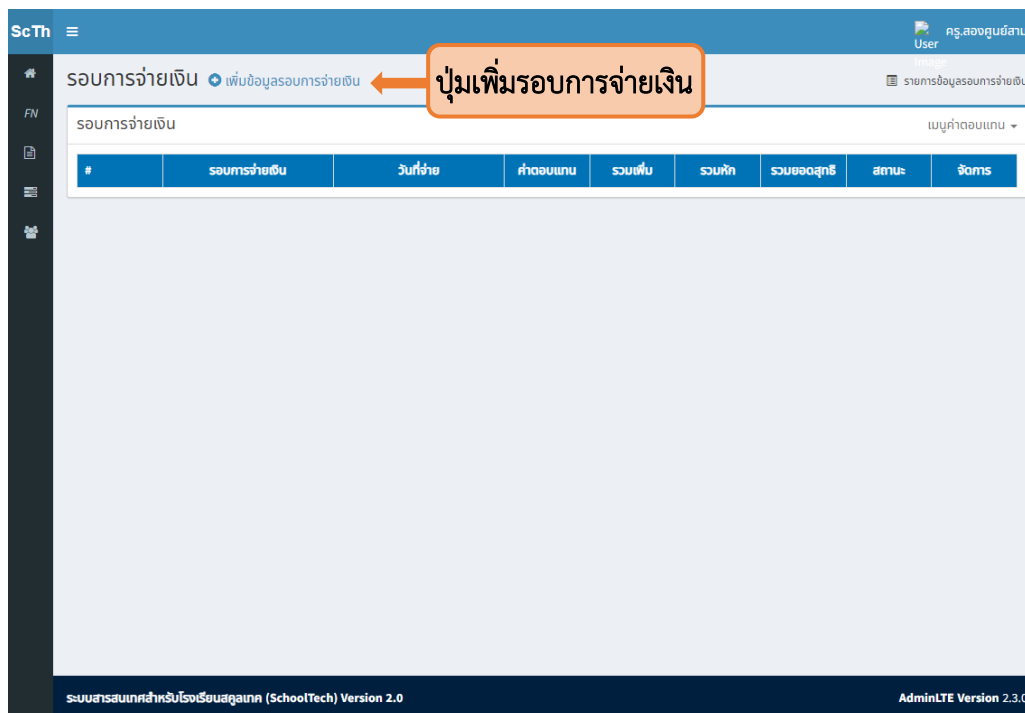 ScTh
User
Image
ครู.สองศูนย์สาม
รอบการจ่ายเงิน เพิ่มข้อมูลรอบการจ่ายเงิน
ปุ่มเพิ่มรอบการจ่ายเงิน
รายการข้อมูลรอบการจ่ายเงิน
FN
รอบการจ่ายเงิน
เมนูค่าตอบแทน
# รอบการจ่ายเงิน วันที่จ่าย ค่าตอบแทน รวมเพิ่ม รวมหัก รวมยอดสุทธิ สถานะ จัดการ
ระบบสารสนเทศสำหรับโรงเรียนสคูลเทค (SchoolTech) Version 2.0
AdminLTE Version 2.3.0